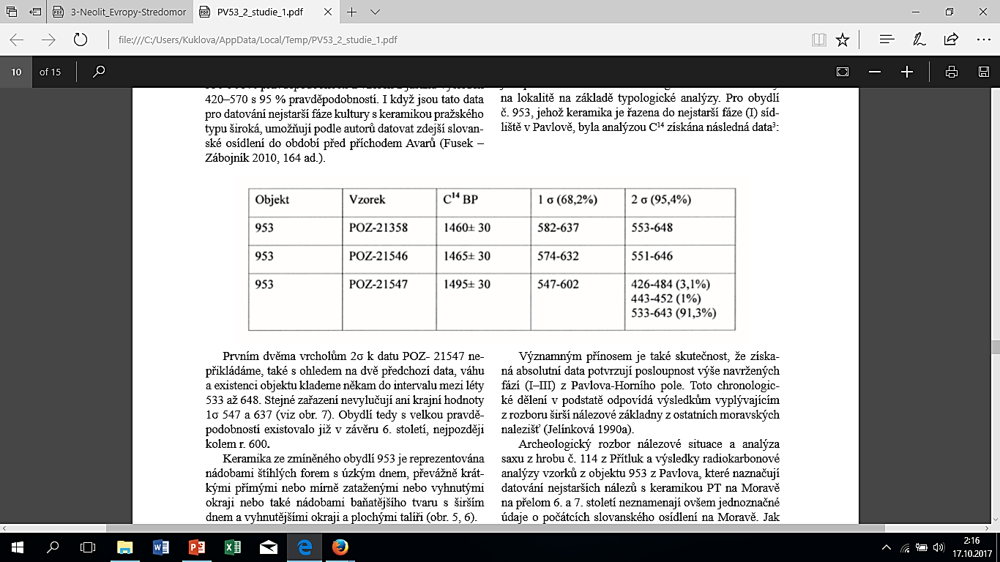 3-Neolit_Evropy-Stredomor
PV53_2_studie_1.pdf
file:///C:/Users/Kuklova/AppData/Local/Temp/PV53_2_studie_1.pdf
10 of 15
420–570 s 95 % pravděpodobností. I když jsou tato data
pro datování nejstarší fáze kultury s keramikou pražského
typu široká, umožňují podle autorů datovat zdejší slovan-
ské osídlení do období před příchodem Avarů (Fusek –
Zábojník 2010, 164 ad.).
na lokalitě na základě typologické analýzy. Pro obydlí
č. 953, jehož keramika je řazena do nejstarší fáze (I) síd-
liště v Pavlově, byla analýzou C¹⁴ získána následná data³:
Objekt Vzorek C¹⁴ BP 1 σ (68,2%) 2 σ (95,4%)
953 POZ-21358 1460± 30 582-637 553-648
953 POZ-21546 1465± 30 574-632 551-646
953 POZ-21547 1495± 30 547-602 426-484 (3,1%)
443-452 (1%)
533-643 (91,3%)
Prvním dvěma vrcholům 2σ k datu POZ- 21547 ne-
přikládáme, také s ohledem na dvě předchozí data, váhu
a existenci objektu klademe někam do intervalu mezi léty
533 až 648. Stejné zařazení nevylučují ani krajní hodnoty
1σ 547 a 637 (viz obr. 7). Obydlí tedy s velkou pravdě-
podobností existovalo již v závěru 6. století, nejpozději
kolem r. 600.
Keramika ze zmíněného obydlí 953 je reprezentována
nádobami štíhlých forem s úzkým dnem, převážně krát-
kými přímými nebo mírně zataženými nebo vyhnutými
okraji nebo také nádobami baňatějšího tvaru s širším
dnem a vyhnutějšími okraji a plochými talíři (obr. 5, 6).
Významným přínosem je také skutečnost, že získa-
ná absolutní data potvrzují posloupnost výše navržených
fází (I–III) z Pavlova-Horního pole. Toto chronologic-
ké dělení v podstatě odpovídá výsledkům vyplývajícím
z rozboru širší nálezové základny z ostatních moravských
nalezišť (Jelínková 1990a).
Archeologický rozbor nálezové situace a analýza
saxu z hrobu č. 114 z Přítluk a výsledky radiokarbonové
analýzy vzorků z objektu 953 z Pavlova, které naznačují
datování nejstarších nálezů s keramikou PT na Moravě
na přelom 6. a 7. století neznamenají ovšem jednoznačné
údaje o počátcích slovanského osídlení na Moravě. Jak
2:16
17.10.2017